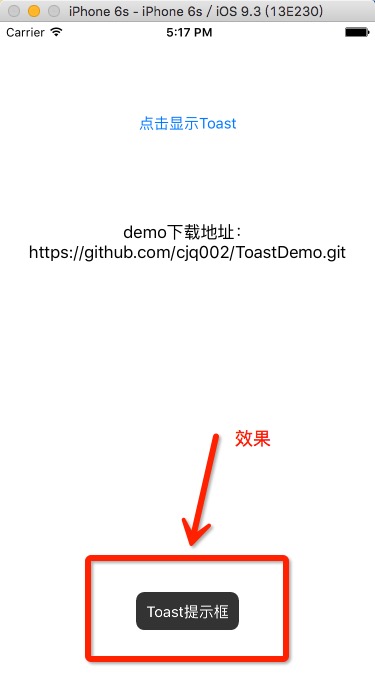 iPhone 6s - iPhone 6s / iOS 9.3 (13E230)
Carrier 5:17 PM
点击显示Toast
demo下载地址：
https://github.com/cjq002/ToastDemo.git
效果
Toast提示框